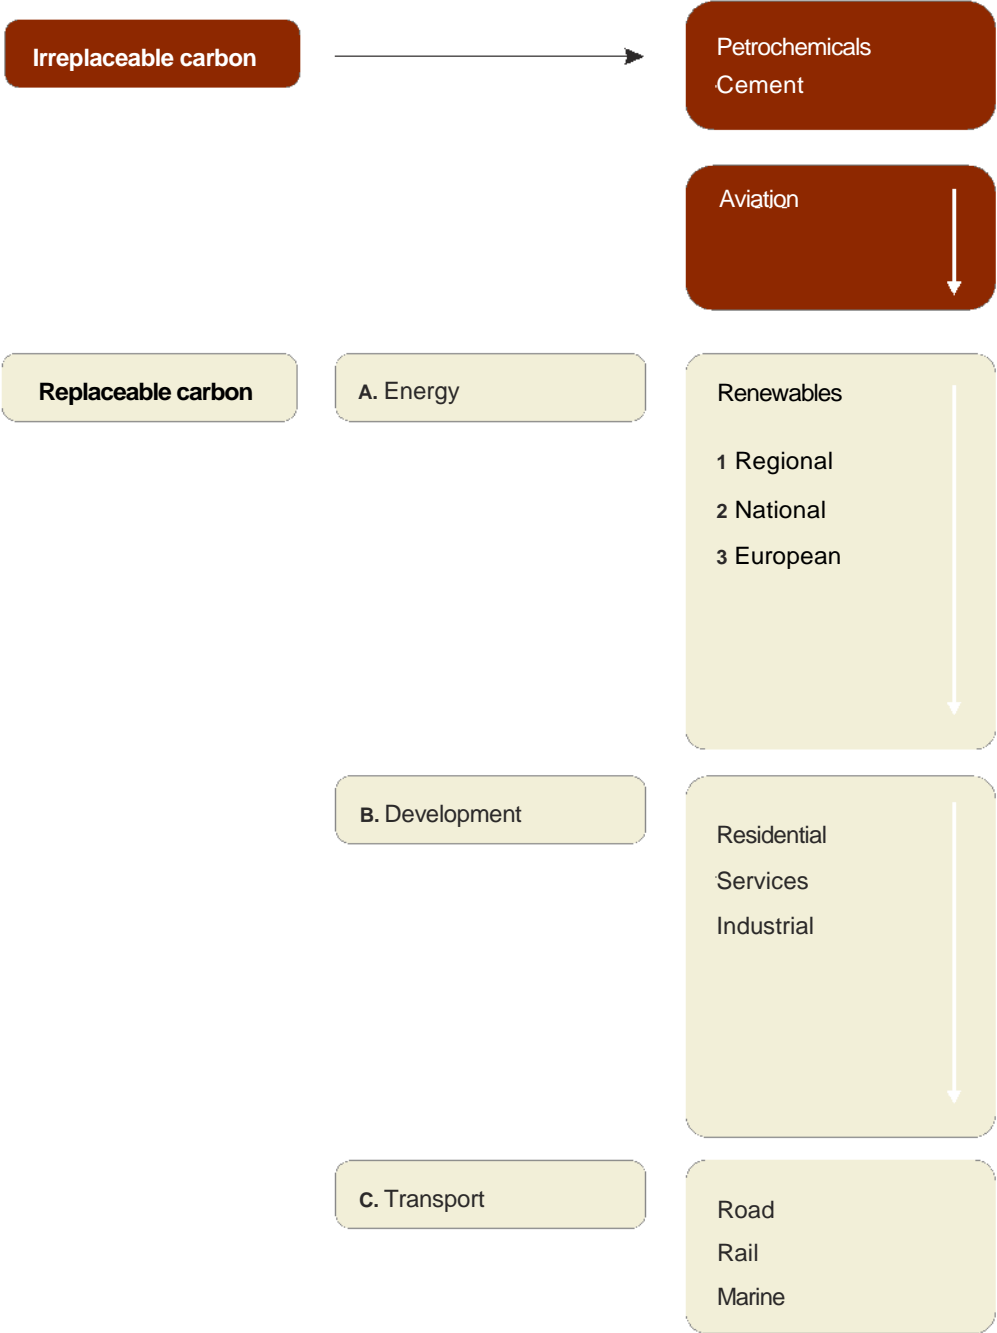 Irreplaceable carbon
Petrochemicals
Cement
Aviation
Replaceable carbon
A. Energy
Renewables
1 Regional
2 National
3 European
B. Development
Residential
Services
Industrial
C. Transport
Road
Rail
Marine